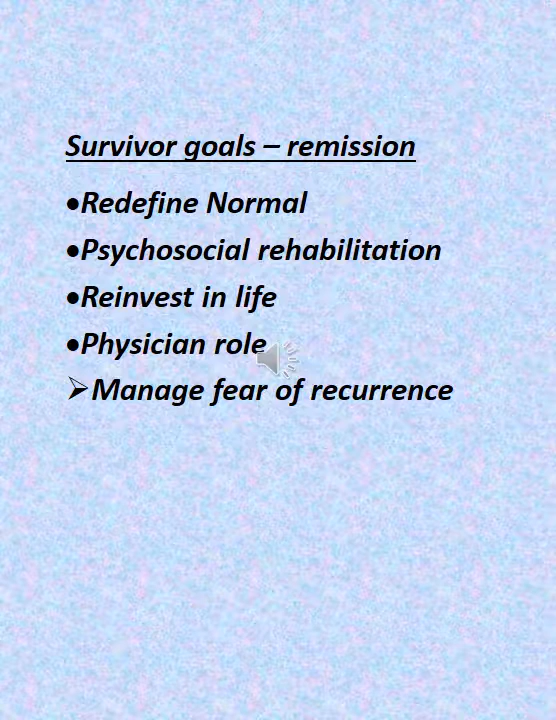 Survivor goals – remission
•Redefine Normal
•Psychosocial rehabilitation
•Reinvest in life
•Physician role
➢Manage fear of recurrence